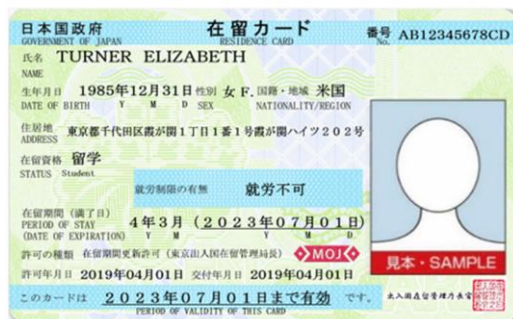 日本国政府 在留カード 番号 AB12345678CD
GOVERNMENT OF JAPAN RESIDENCE CARD No.
氏名 TURNER ELIZABETH
NAME
生年月日 1985年12月31日 性別 女 F. 国籍・地域 米国
DATE OF BIRTH Y M D SEX NATIONALITY/REGION
住居地 東京都千代田区霞が関1丁目1番1号霞が関ハイツ202号
ADDRESS
在留資格 留学
STATUS Student
就労制限の有無 就労不可
在留期間(満了日) 4年3月(2023年07月01日)
PERIOD OF STAY
(DATE OF EXPIRATION) Y M Y M D
許可の種類 在留期間更新許可(東京出入国在留管理局長) MOJ
許可年月日 2019年04月01日 交付年月日 2019年04月01日
見本・SAMPLE
このカードは 2023年07月01日まで有効 です。
PERIOD OF VALIDITY OF THIS CARD
出入国在留管理庁長官